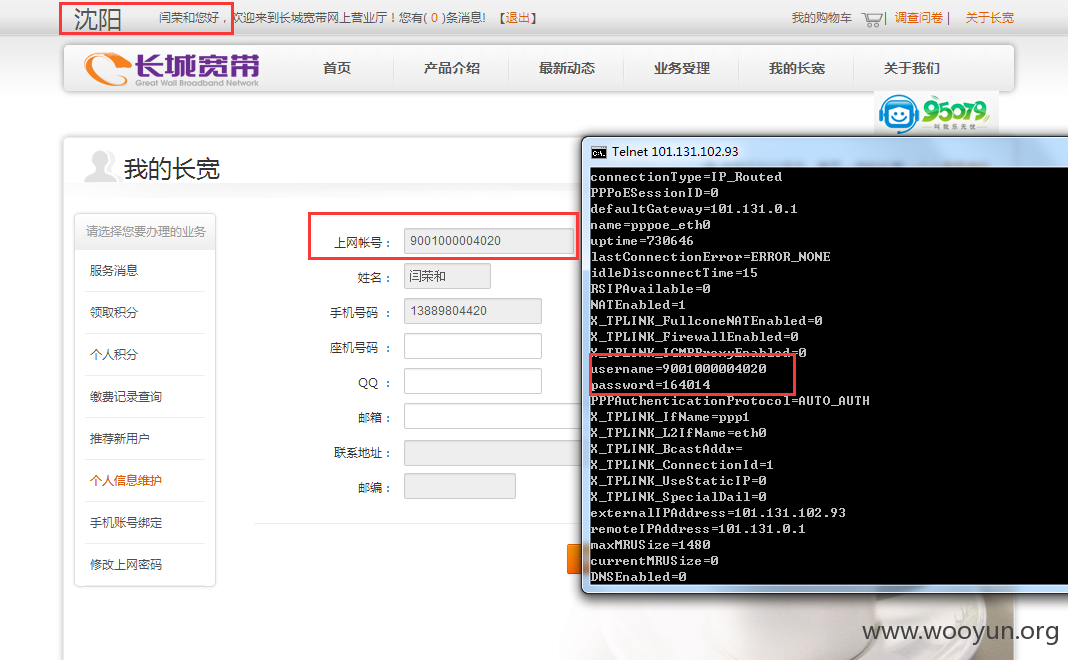 沈阳 闫荣和您好，欢迎来到长城宽带网上营业厅！您有( 0 )条消息! 【退出】 我的购物车 | 调查问卷 | 关于长宽
长城宽带 首页 产品介绍 最新动态 业务受理 我的长宽 关于我们
Great Wall Broadband Network
95079
我的长宽
请选择您要办理的业务
服务消息
领取积分
个人积分
缴费记录查询
推荐新用户
个人信息维护
手机账号绑定
修改上网密码
上网帐号： 9001000004020
姓名： 闫荣和
手机号码 ： 13889804420
座机号码 ：
QQ ：
邮箱：
联系地址：
邮编：
Telnet 101.131.102.93
connectionType=IP_Routed
PPPoESessionID=0
defaultGateway=101.131.0.1
name=pppoe_eth0
uptime=730646
lastConnectionError=ERROR_NONE
idleDisconnectTime=15
RSIPAvailable=0
NATEnabled=1
X_TPLINK_FullconeNATEnabled=0
X_TPLINK_FirewallEnabled=0
X_TPLINK_IGMPProxyEnabled=0
username=9001000004020
password=164014
PPPAuthenticationProtocol=AUTO_AUTH
X_TPLINK_IfName=ppp1
X_TPLINK_L2IfName=eth0
X_TPLINK_BcastAddr=
X_TPLINK_ConnectionId=1
X_TPLINK_UseStaticIP=0
X_TPLINK_SpecialDail=0
externalIPAddress=101.131.102.93
remoteIPAddress=101.131.0.1
maxMRUSize=1480
currentMRUSize=0
DNSEnabled=0
www.wooyun.org